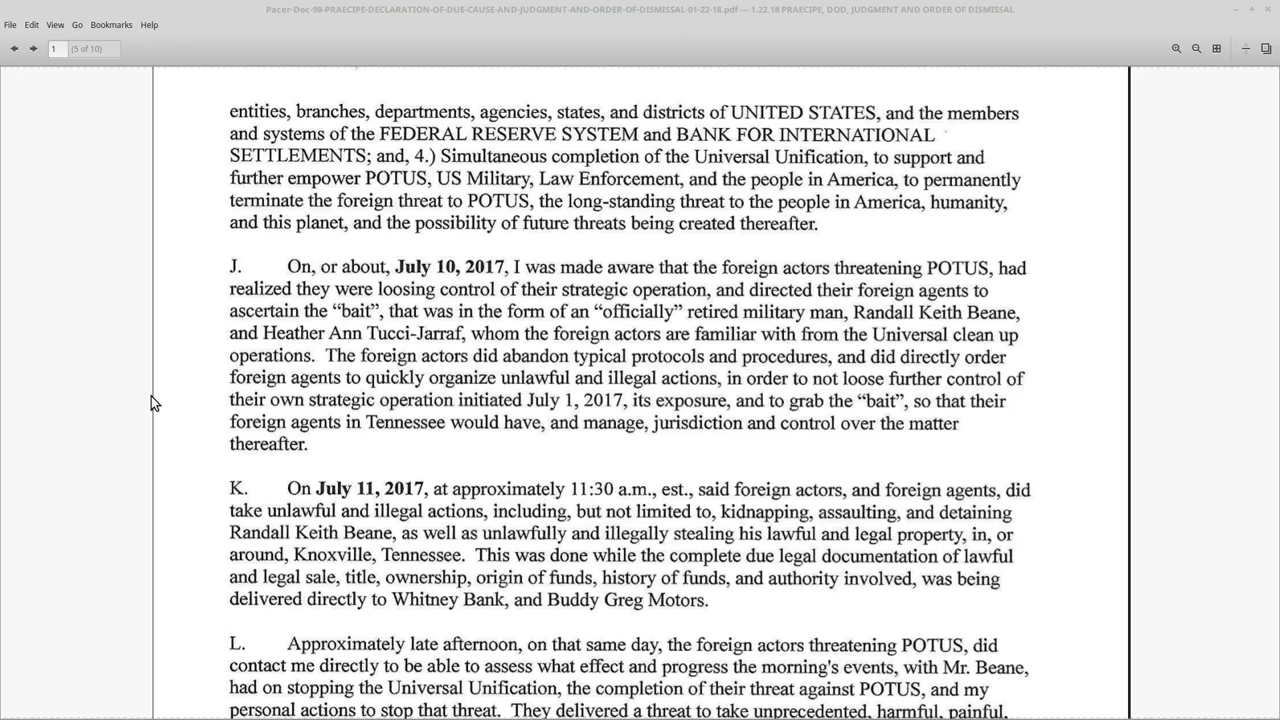 Pacer-Doc-98-PRAECIPE-DECLARATION-OF-DUE-CAUSE-AND-JUDGMENT-AND-ORDER-OF-DISMISSAL-01-22-18.pdf — 1.22.18 PRAECIPE, DOD, JUDGMENT AND ORDER OF DISMISSAL
File Edit View Go Bookmarks Help
1 (5 of 10)
entities, branches, departments, agencies, states, and districts of UNITED STATES, and the members
and systems of the FEDERAL RESERVE SYSTEM and BANK FOR INTERNATIONAL
SETTLEMENTS; and, 4.) Simultaneous completion of the Universal Unification, to support and
further empower POTUS, US Military, Law Enforcement, and the people in America, to permanently
terminate the foreign threat to POTUS, the long-standing threat to the people in America, humanity,
and this planet, and the possibility of future threats being created thereafter.
J. On, or about, July 10, 2017, I was made aware that the foreign actors threatening POTUS, had
realized they were loosing control of their strategic operation, and directed their foreign agents to
ascertain the “bait”, that was in the form of an “officially” retired military man, Randall Keith Beane,
and Heather Ann Tucci-Jarraf, whom the foreign actors are familiar with from the Universal clean up
operations. The foreign actors did abandon typical protocols and procedures, and did directly order
foreign agents to quickly organize unlawful and illegal actions, in order to not loose further control of
their own strategic operation initiated July 1, 2017, its exposure, and to grab the “bait”, so that their
foreign agents in Tennessee would have, and manage, jurisdiction and control over the matter
thereafter.
K. On July 11, 2017, at approximately 11:30 a.m., est., said foreign actors, and foreign agents, did
take unlawful and illegal actions, including, but not limited to, kidnapping, assaulting, and detaining
Randall Keith Beane, as well as unlawfully and illegally stealing his lawful and legal property, in, or
around, Knoxville, Tennessee. This was done while the complete due legal documentation of lawful
and legal sale, title, ownership, origin of funds, history of funds, and authority involved, was being
delivered directly to Whitney Bank, and Buddy Greg Motors.
L. Approximately late afternoon, on that same day, the foreign actors threatening POTUS, did
contact me directly to be able to assess what effect and progress the morning's events, with Mr. Beane,
had on stopping the Universal Unification, the completion of their threat against POTUS, and my
personal actions to stop that threat. They delivered a threat to take unprecedented, harmful, painful,